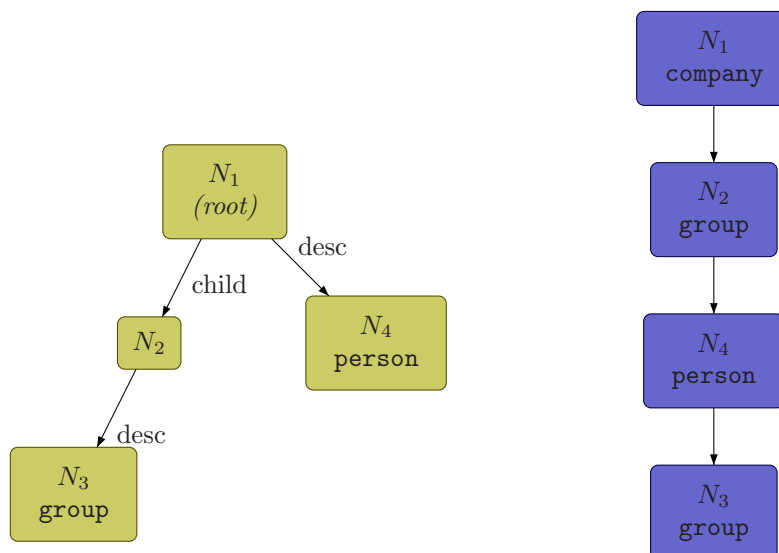 N₁
(root)
child
desc
N₂
N₄
person
desc
N₃
group
N₁
company
N₂
group
N₄
person
N₃
group